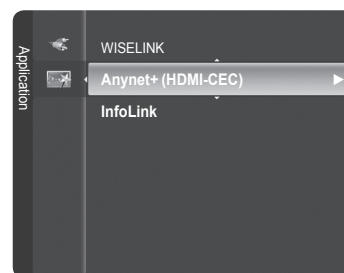 Application
WISELINK
Anynet+ (HDMI-CEC)
InfoLink